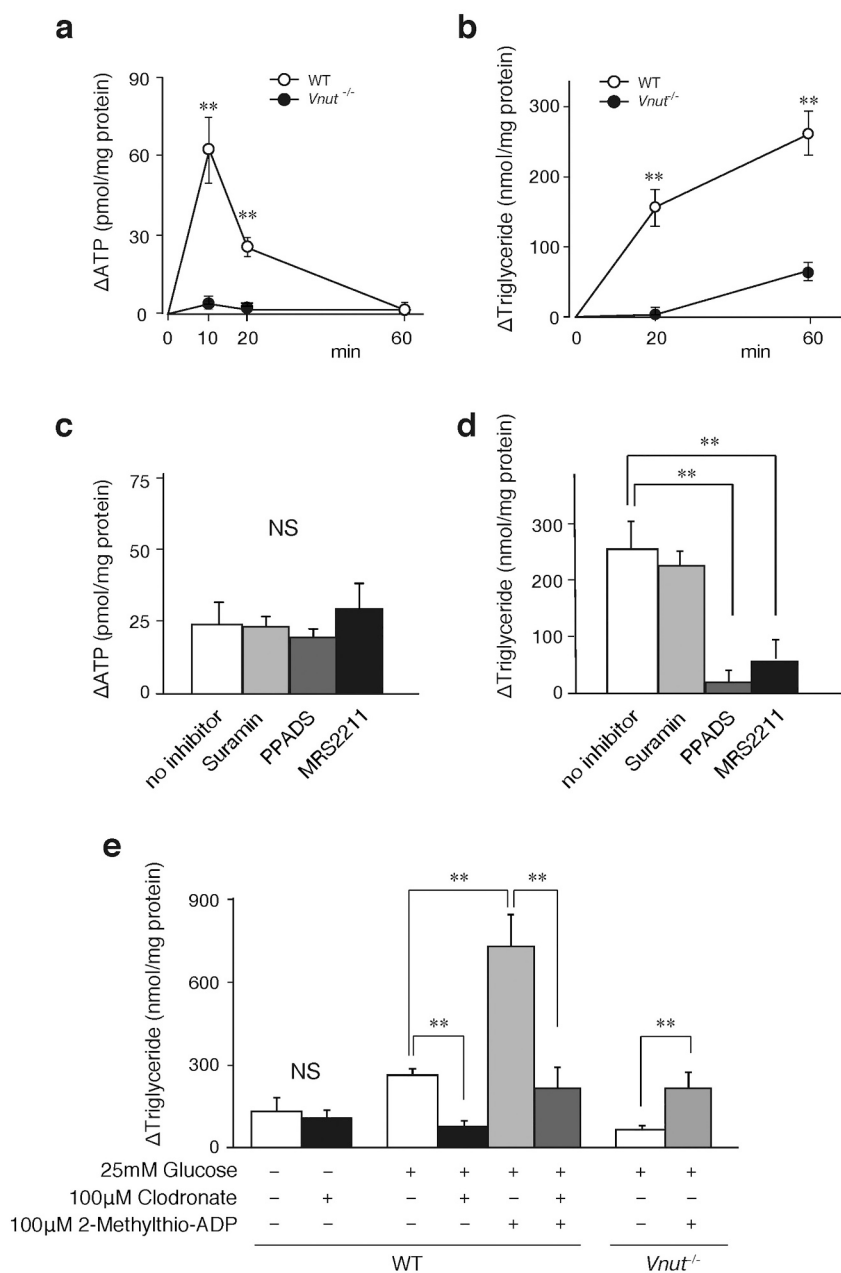 a
ΔATP (pmol/mg protein)
90
60
30
0
WT
Vnut -/-
**
**
0 10 20 60
min
b
ΔTriglyceride (nmol/mg protein)
300
200
100
0
WT
Vnut-/-
**
**
0 20 60
min
c
ΔATP (pmol/mg protein)
75
50
25
0
NS
no inhibitor
Suramin
PPADS
MRS2211
d
ΔTriglyceride (nmol/mg protein)
300
200
100
0
**
**
no inhibitor
Suramin
PPADS
MRS2211
e
ΔTriglyceride (nmol/mg protein)
900
600
300
0
NS
** **
**
**
25mM Glucose − − + + + + + +
100μM Clodronate − + − + − + − −
100μM 2-Methylthio-ADP − − − − + + − +
WT Vnut-/-